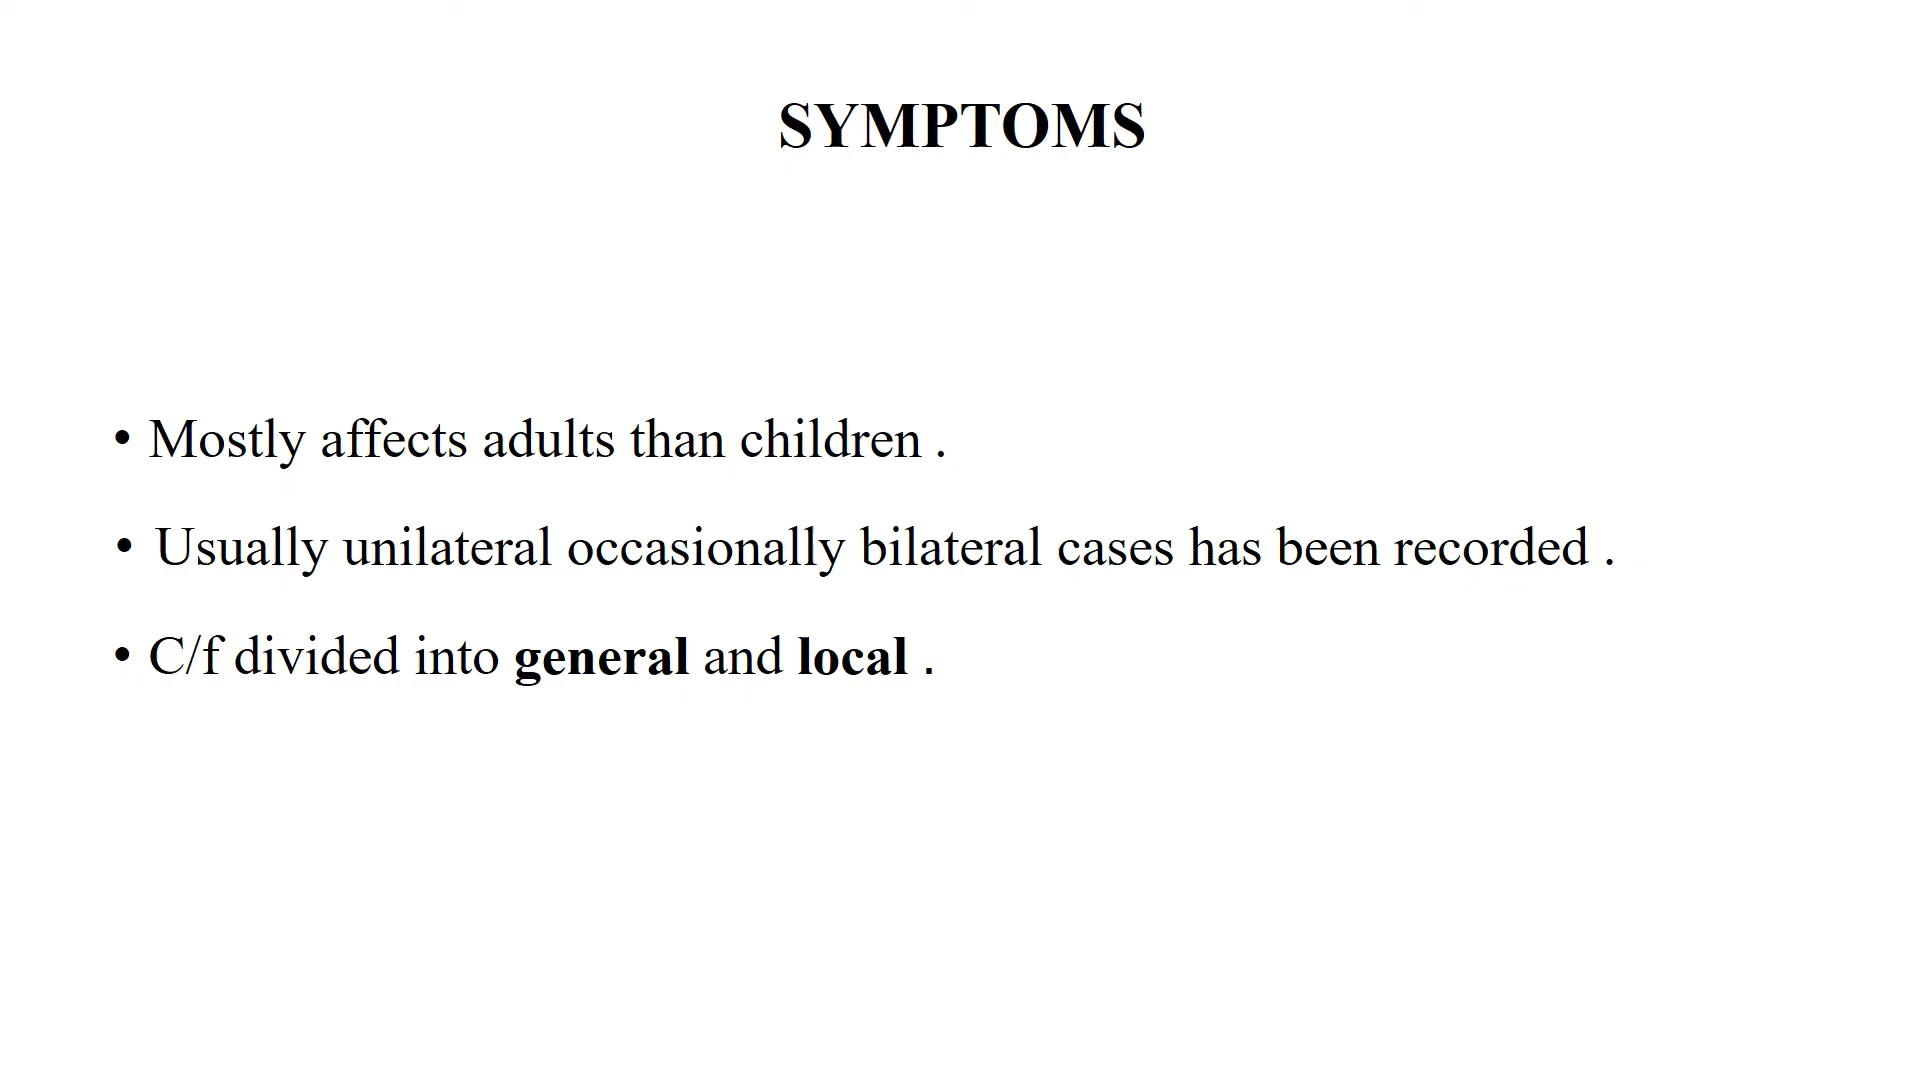 SYMPTOMS
• Mostly affects adults than children .
• Usually unilateral occasionally bilateral cases has been recorded .
• C/f divided into general and local .